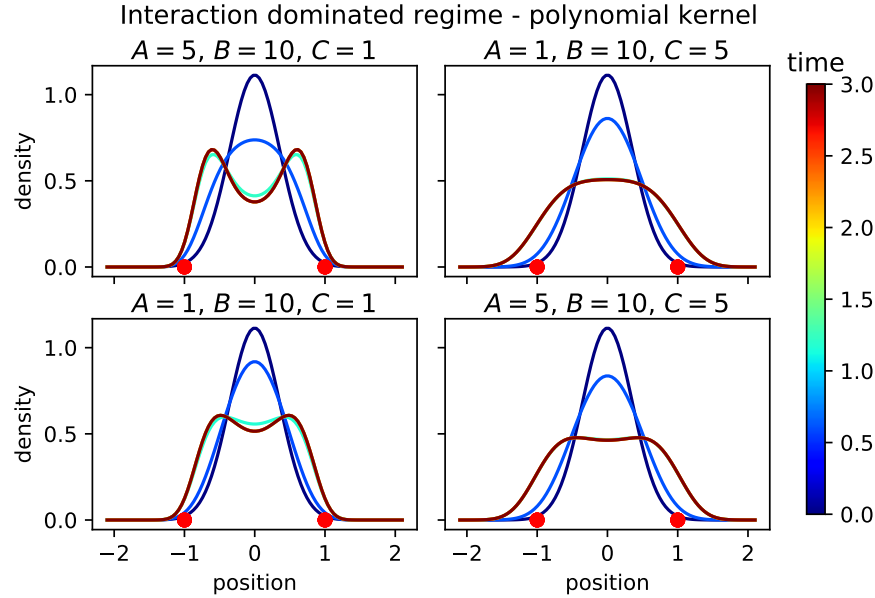 Interaction dominated regime - polynomial kernel
A = 5, B = 10, C = 1
A = 1, B = 10, C = 5
time
density
1.0
0.5
0.0
3.0
2.5
2.0
1.5
1.0
0.5
0.0
A = 1, B = 10, C = 1
A = 5, B = 10, C = 5
density
1.0
0.5
0.0
−2 −1 0 1 2
−2 −1 0 1 2
position
position